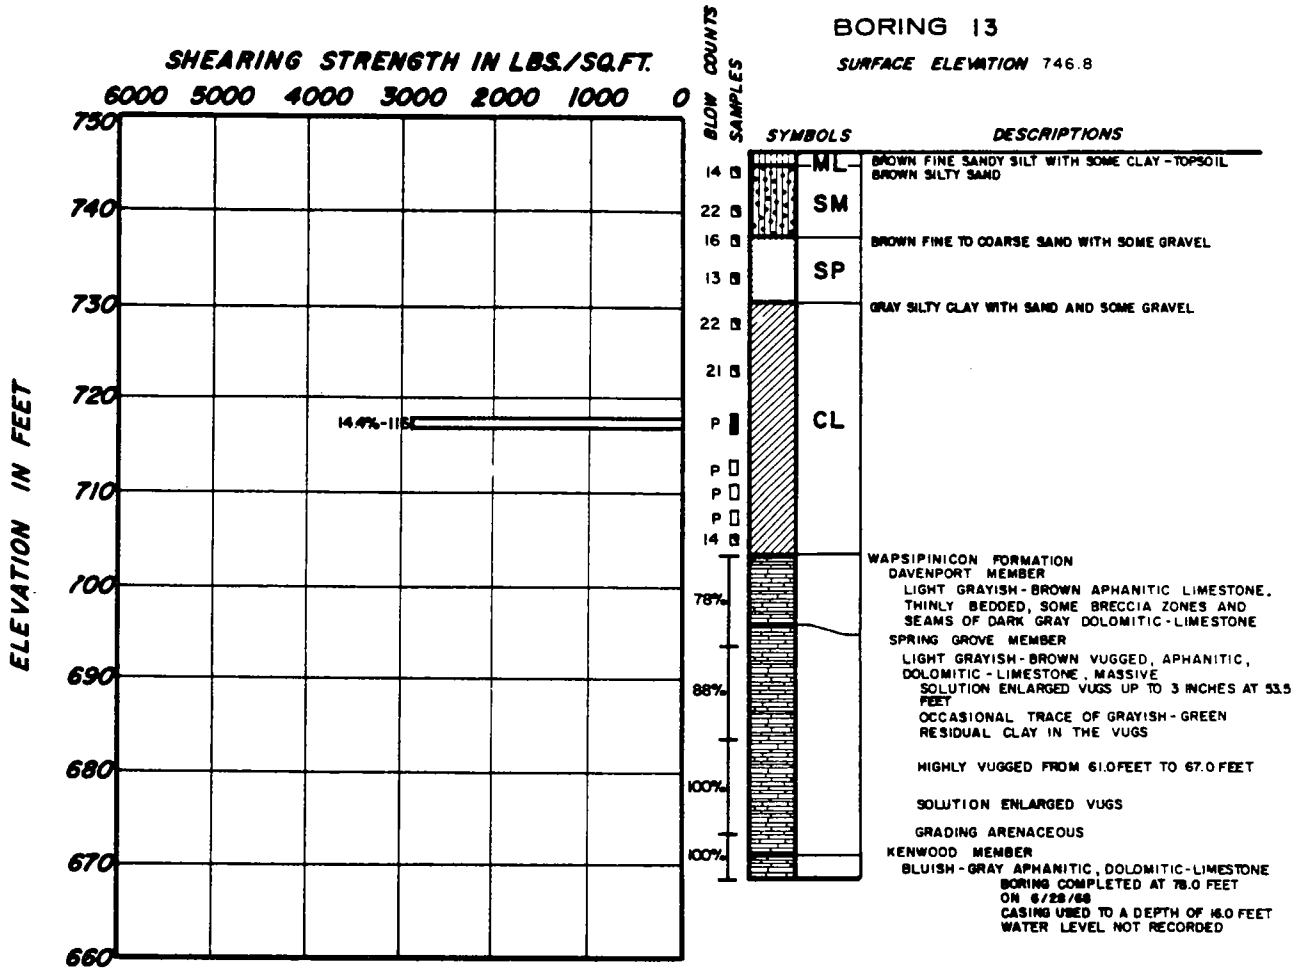 BORING 13
SURFACE ELEVATION 746.8
SHEARING STRENGTH IN LBS./SQ.FT.
6000 5000 4000 3000 2000 1000 0
BLOW COUNTS
SAMPLES
SYMBOLS
DESCRIPTIONS
ELEVATION IN FEET
750
740
730
720
710
700
690
680
670
660
14.4%-115
14
22
16
13
22
21
P
P
P
P
14
78%
88%
100%
100%
ML
SM
SP
CL
BROWN FINE SANDY SILT WITH SOME CLAY-TOPSOIL
BROWN SILTY SAND
BROWN FINE TO COARSE SAND WITH SOME GRAVEL
GRAY SILTY CLAY WITH SAND AND SOME GRAVEL
WAPSIPINICON FORMATION
DAVENPORT MEMBER
LIGHT GRAYISH-BROWN APHANITIC LIMESTONE,
THINLY BEDDED, SOME BRECCIA ZONES AND
SEAMS OF DARK GRAY DOLOMITIC-LIMESTONE
SPRING GROVE MEMBER
LIGHT GRAYISH-BROWN VUGGED, APHANITIC,
DOLOMITIC-LIMESTONE, MASSIVE
SOLUTION ENLARGED VUGS UP TO 3 INCHES AT 53.5
FEET
OCCASIONAL TRACE OF GRAYISH-GREEN
RESIDUAL CLAY IN THE VUGS
HIGHLY VUGGED FROM 61.0 FEET TO 67.0 FEET
SOLUTION ENLARGED VUGS
GRADING ARENACEOUS
KENWOOD MEMBER
BLUISH-GRAY APHANITIC, DOLOMITIC-LIMESTONE
BORING COMPLETED AT 78.0 FEET
ON 6/28/68
CASING USED TO A DEPTH OF 16.0 FEET
WATER LEVEL NOT RECORDED